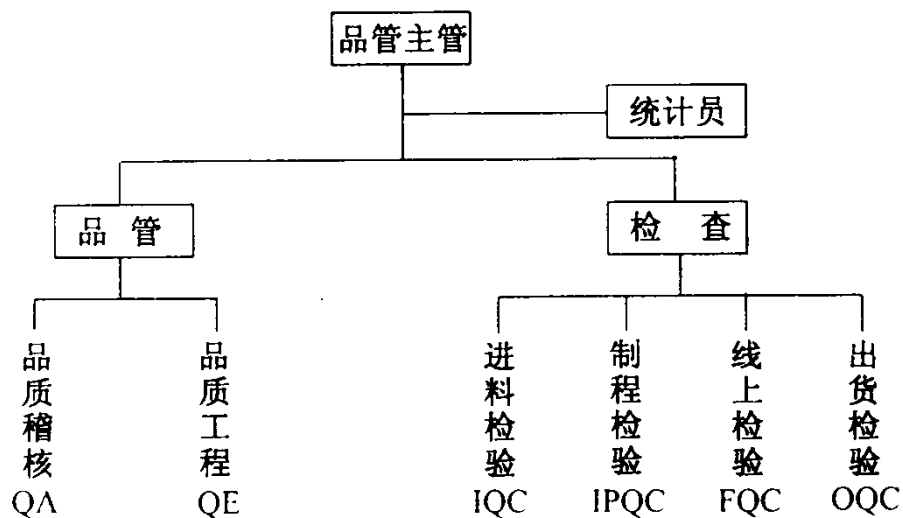 品管主管
统计员
品 管
检 查
品质稽核
QA
品质工程
QE
进料检验
IQC
制程检验
IPQC
线上检验
FQC
出货检验
OQC